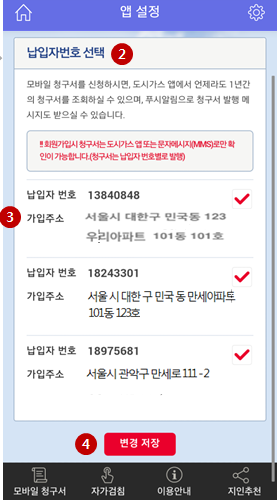 앱 설정
납입자번호 선택 2
모바일 청구서를 신청하시면, 도시가스 앱에서 언제라도 1년간
의 청구서를 조회하실 수 있으며, 푸시알림으로 청구서 발행 메
시지도 받으실 수 있습니다.
!!.회원가입시 청구서는 도시가스 앱 또는 문자메세지(MMS)로만 확
인이 가능합니다.(청구서는 납입자 번호별로 발행)
납입자 번호 13840848
3 가입주소 서울시 대한구 민국동 123
우리아파트 101동 101호
납입자 번호 18243301
가입주소 서울 시 대한 구 민국 동 만세아파트
101동 123호
납입자 번호 18975681
가입주소 서울시 관악구 만세로 111 - 2
4 변경 저장
모바일 청구서 자가검침 이용안내 지인추천